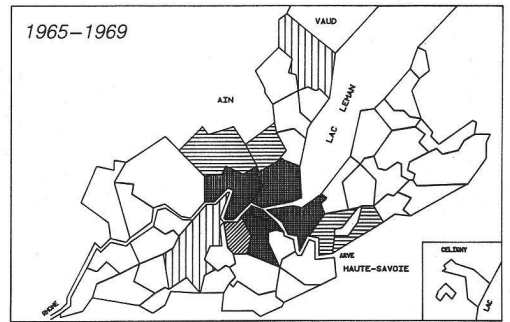 1965–1969
VAUD
AIN
LAC LEMAN
CELIGNY
ARVE
HAUTE-SAVOIE
RHONE
LAC